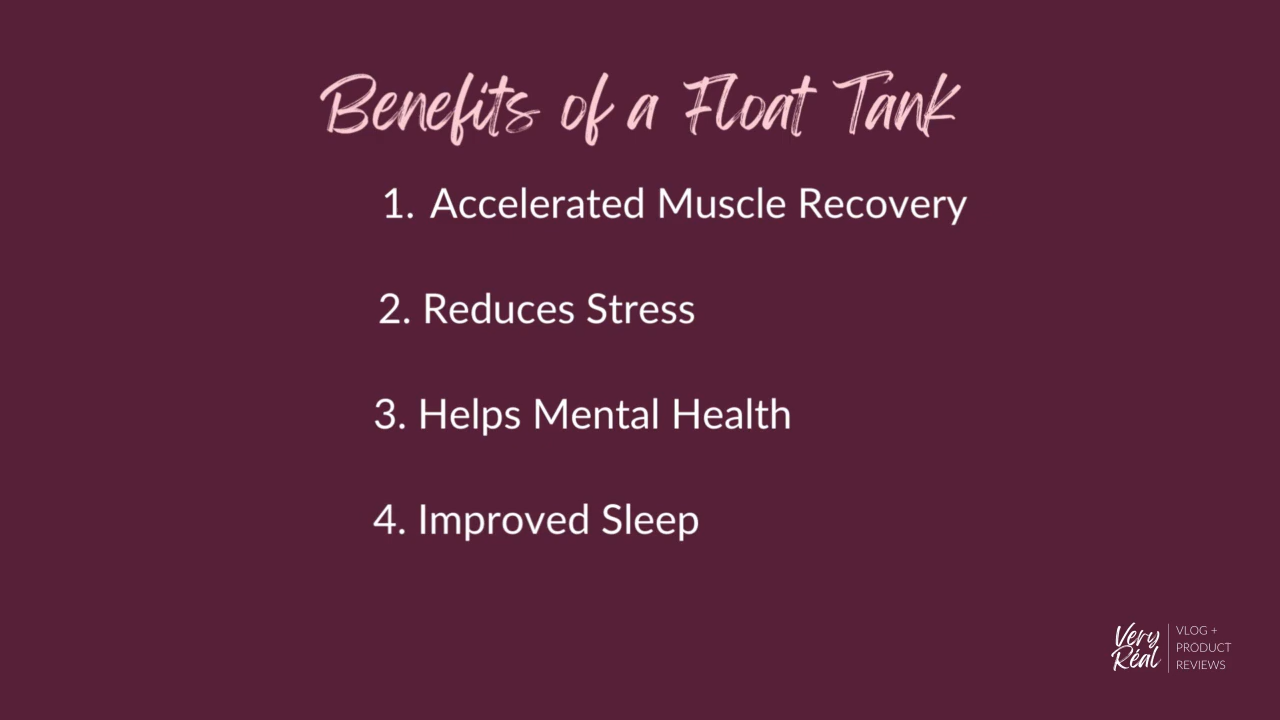 Benefits of a Float Tank
1. Accelerated Muscle Recovery
2. Reduces Stress
3. Helps Mental Health
4. Improved Sleep
Very
Réal
VLOG +
PRODUCT
REVIEWS